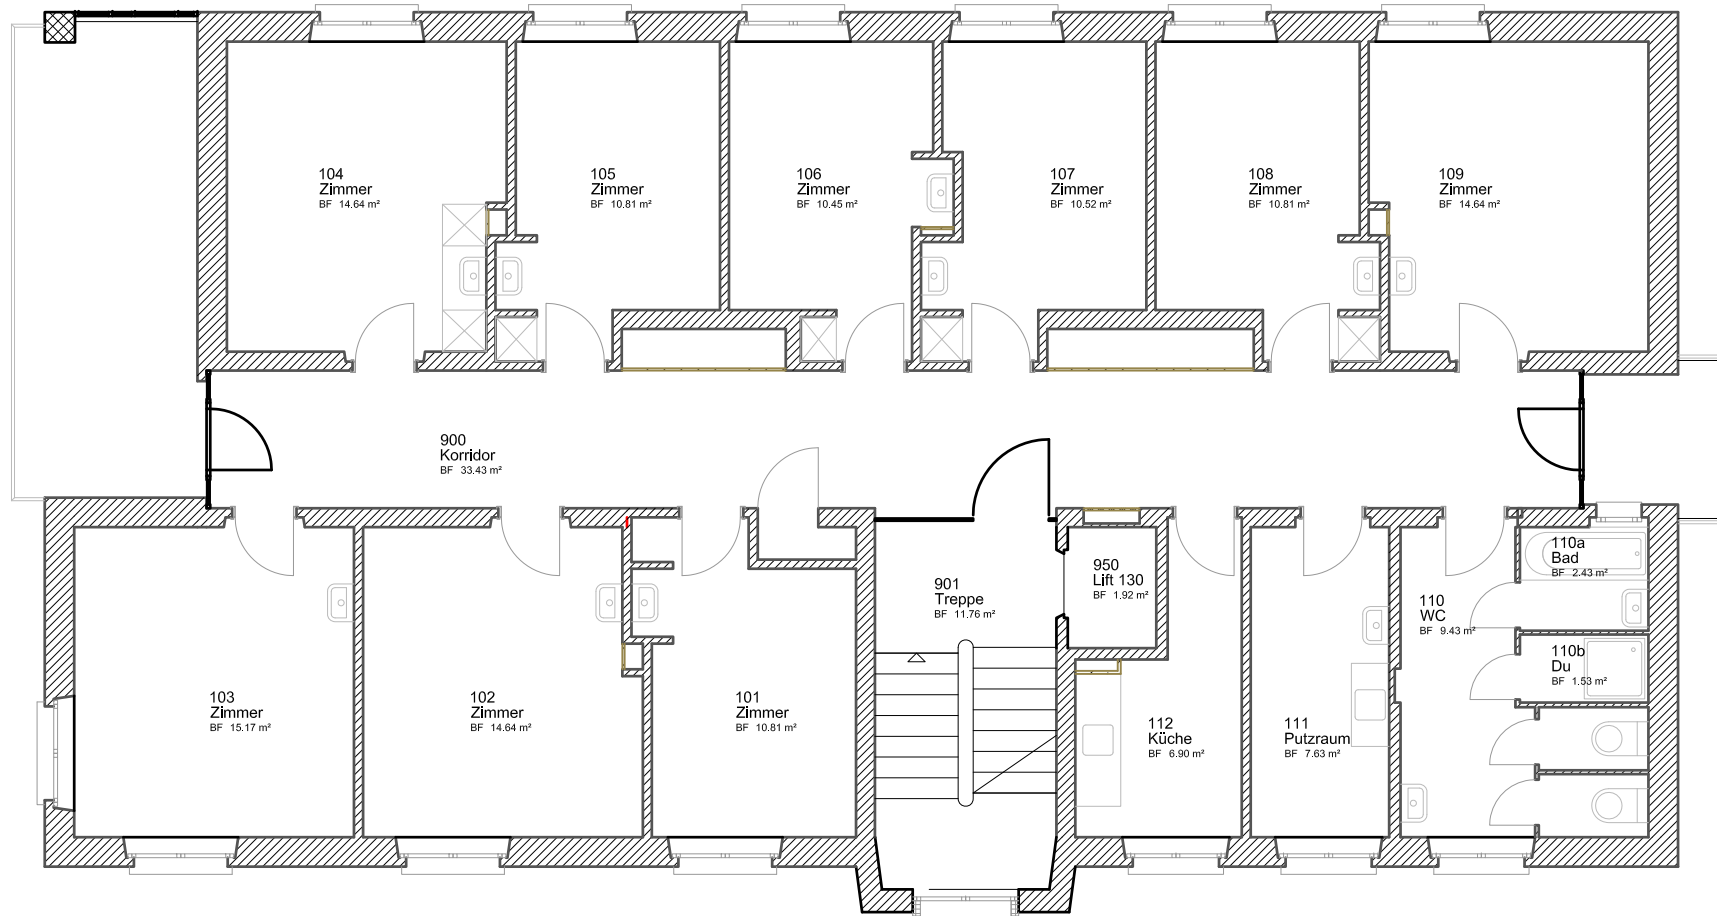 104
Zimmer
BF 14.64 m²
105
Zimmer
BF 10.81 m²
106
Zimmer
BF 10.45 m²
107
Zimmer
BF 10.52 m²
108
Zimmer
BF 10.81 m²
109
Zimmer
BF 14.64 m²
900
Korridor
BF 33.43 m²
103
Zimmer
BF 15.17 m²
102
Zimmer
BF 14.64 m²
101
Zimmer
BF 10.81 m²
901
Treppe
BF 11.76 m²
950
Lift 130
BF 1.92 m²
112
Küche
BF 6.90 m²
111
Putzraum
BF 7.63 m²
110
WC
BF 9.43 m²
110a
Bad
BF 2.43 m²
110b
Du
BF 1.53 m²